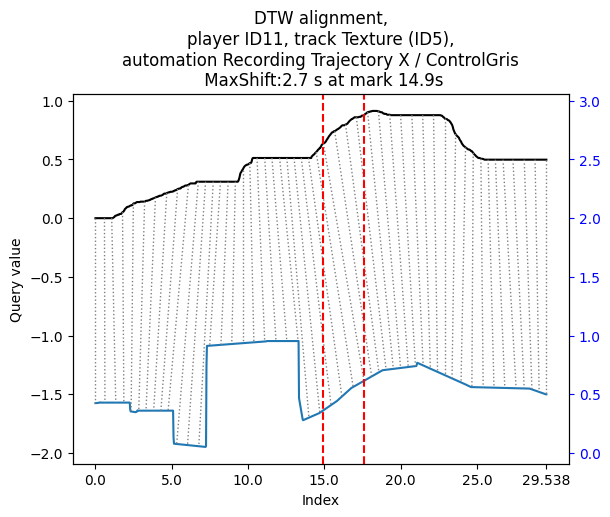 DTW alignment,
player ID11, track Texture (ID5),
automation Recording Trajectory X / ControlGris
MaxShift:2.7 s at mark 14.9s
1.0
0.5
0.0
−0.5
−1.0
−1.5
−2.0
Query value
3.0
2.5
2.0
1.5
1.0
0.5
0.0
0.0 5.0 10.0 15.0 20.0 25.0 29.538
Index